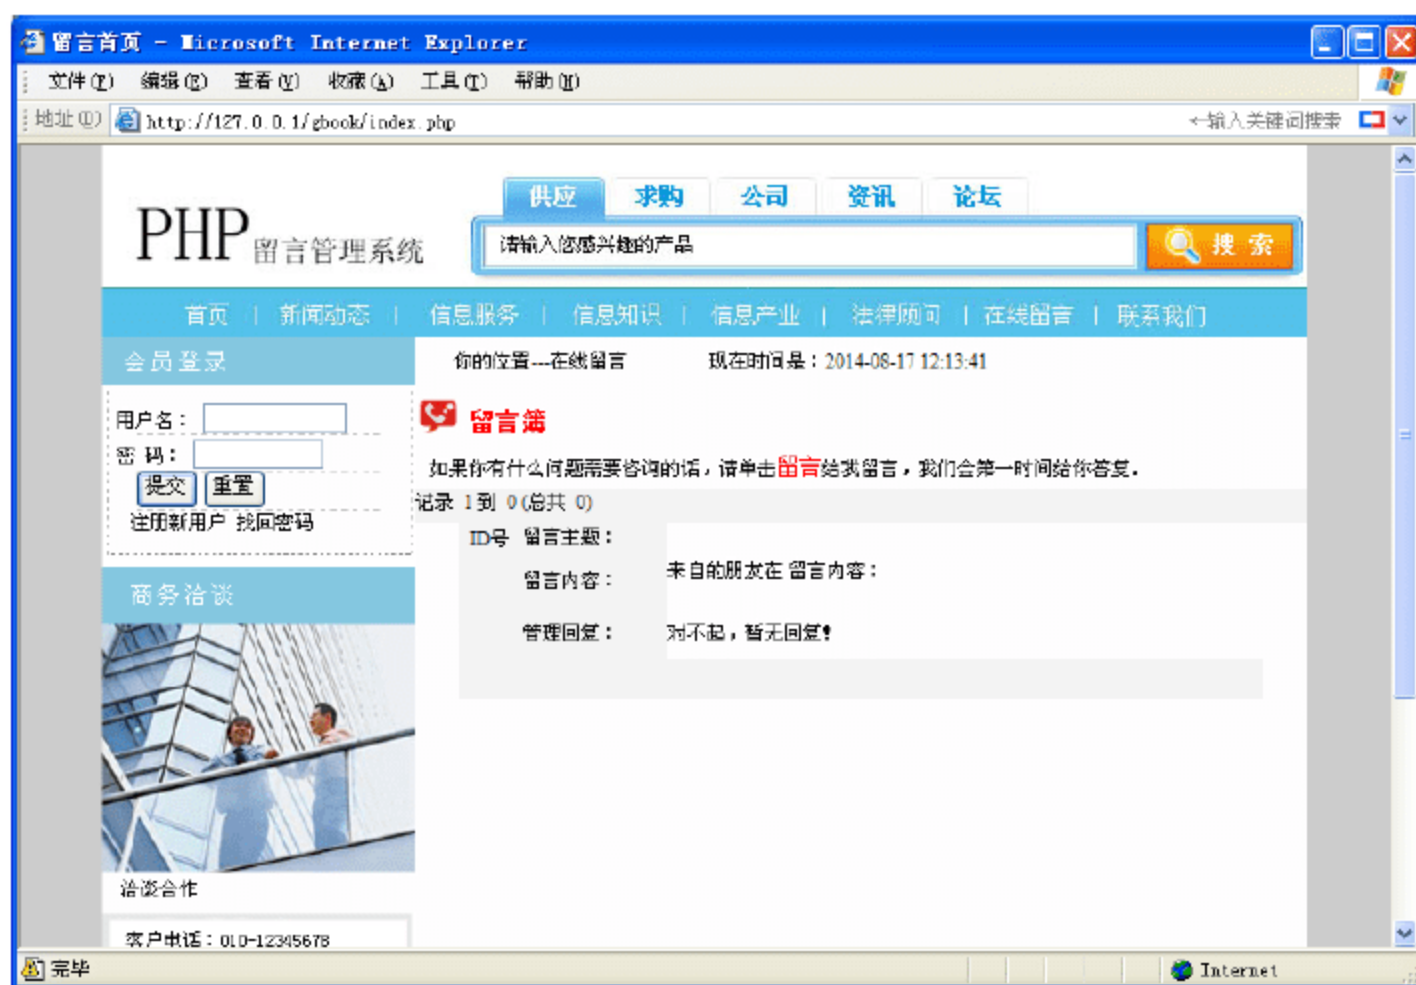 留言首页 - Microsoft Internet Explorer
文件(F) 编辑(E) 查看(V) 收藏(A) 工具(T) 帮助(H)
地址(D) http://127.0.0.1/gbook/index.php ←输入关键词搜索
供应 求购 公司 资讯 论坛
PHP留言管理系统
请输入您感兴趣的产品 搜索
首页 | 新闻动态 | 信息服务 | 信息知识 | 信息产业 | 法律顾问 | 在线留言 | 联系我们
会员登录
你的位置---在线留言 现在时间是:2014-08-17 12:13:41
用户名:
密 码:
提交 重置
注册新用户 找回密码
留言簿
如果你有什么问题需要咨询的话,请单击留言给我留言,我们会第一时间给你答复.
记录 1 到 0 (总共 0)
ID号 留言主题:
留言内容: 来自的朋友在 留言内容:
管理回复: 对不起,暂无回复!
商务洽谈
洽谈合作
客户电话:010-12345678
完毕 Internet